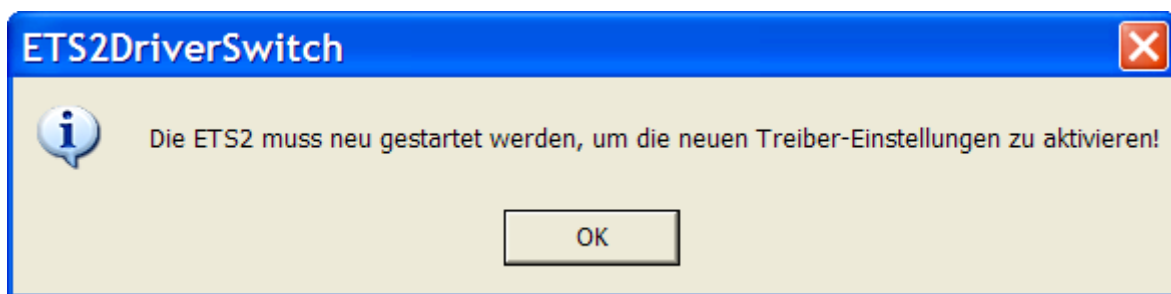 ETS2DriverSwitch
Die ETS2 muss neu gestartet werden, um die neuen Treiber-Einstellungen zu aktivieren!
OK